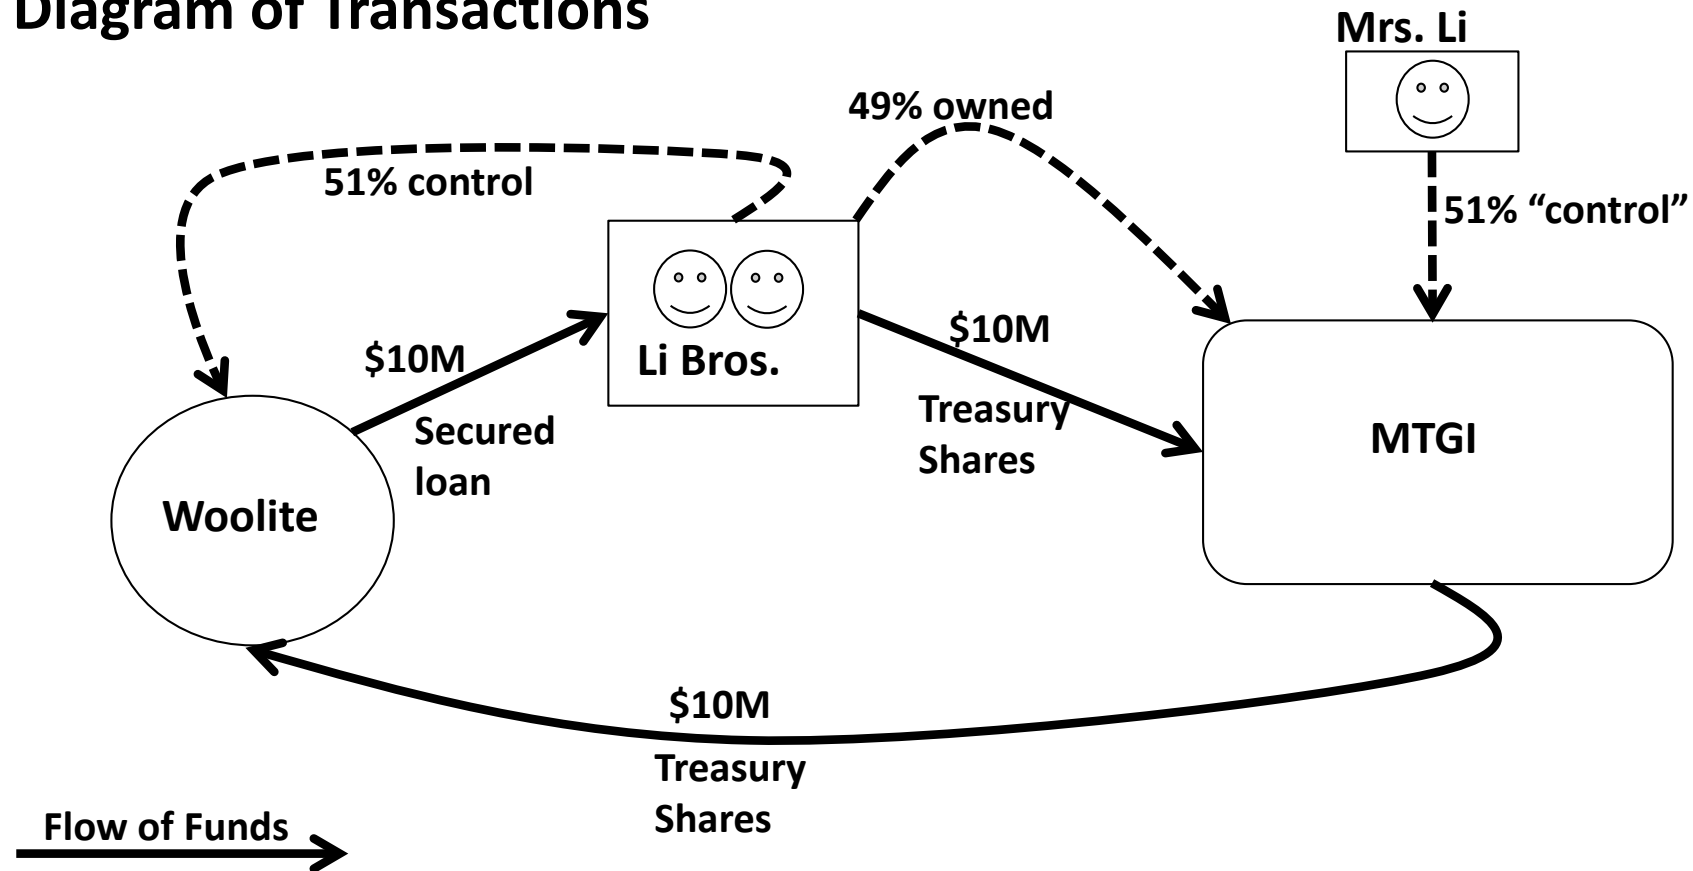 Diagram of Transactions
Mrs. Li
49% owned
51% control
51% “control”
$10M
$10M
Li Bros.
Treasury
Shares
Secured
loan
MTGI
Woolite
$10M
Treasury
Shares
Flow of Funds